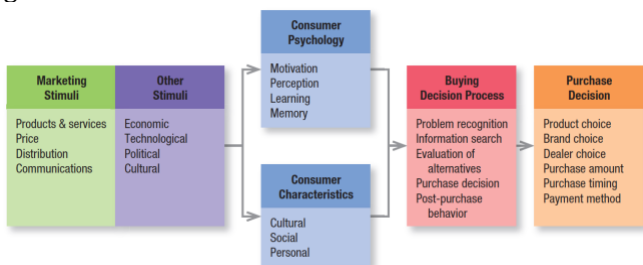 Marketing
Stimuli
Products & services
Price
Distribution
Communications
Other
Stimuli
Economic
Technological
Political
Cultural
Consumer
Psychology
Motivation
Perception
Learning
Memory
Consumer
Characteristics
Cultural
Social
Personal
Buying
Decision Process
Problem recognition
Information search
Evaluation of
alternatives
Purchase decision
Post-purchase
behavior
Purchase
Decision
Product choice
Brand choice
Dealer choice
Purchase amount
Purchase timing
Payment method